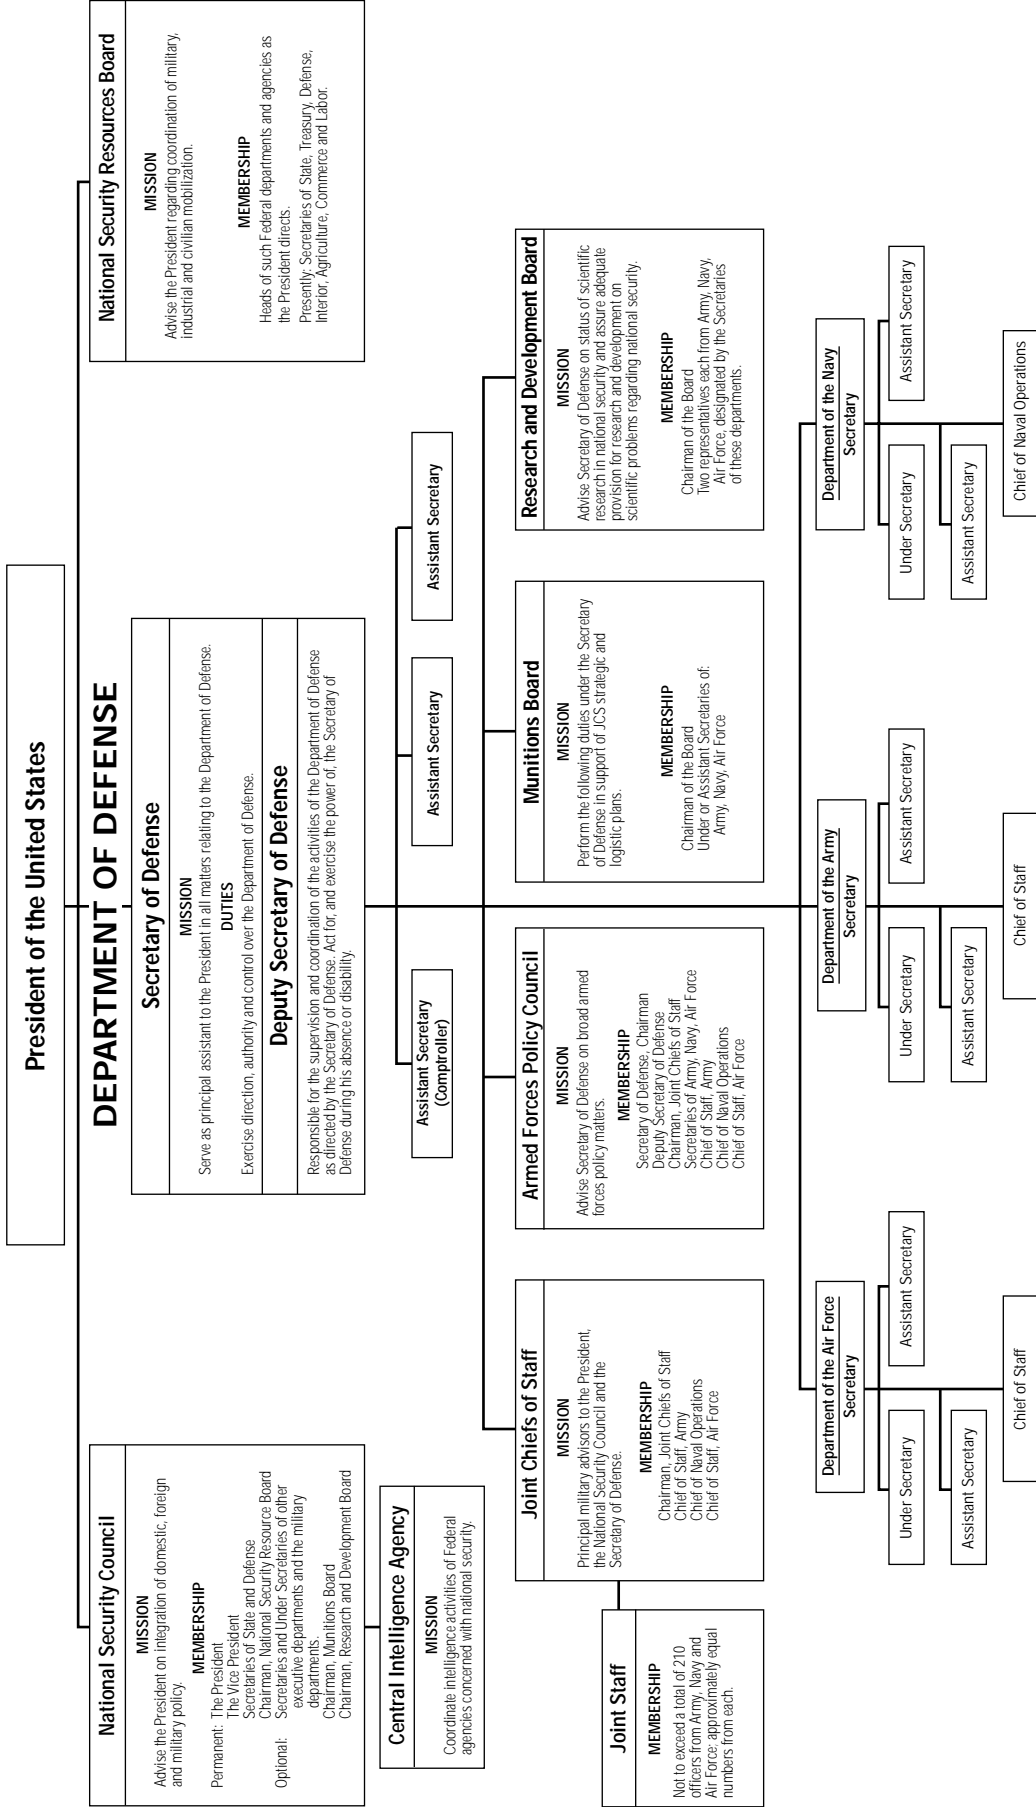 President of the United States
DEPARTMENT OF DEFENSE
National Security Council
MISSION
Advise the President on integration of domestic, foreign
and military policy.
MEMBERSHIP
Permanent: The President
The Vice President
Secretaries of State and Defense
Chairman, National Security Resource Board
Optional: Secretaries and Under Secretaries of other
executive departments and the military
departments.
Chairman, Munitions Board
Chairman, Research and Development Board
Central Intelligence Agency
MISSION
Coordinate intelligence activities of Federal
agencies concerned with national security.
Secretary of Defense
MISSION
Serve as principal assistant to the President in all matters relating to the Department of Defense.
DUTIES
Exercise direction, authority and control over the Department of Defense.
Deputy Secretary of Defense
Responsible for the supervision and coordination of the activities of the Department of Defense
as directed by the Secretary of Defense. Act for, and exercise the power of, the Secretary of
Defense during his absence or disability.
National Security Resources Board
MISSION
Advise the President regarding coordination of military,
industrial and civilian mobilization.
MEMBERSHIP
Heads of such Federal departments and agencies as
the President directs.
Presently: Secretaries of State, Treasury, Defense,
Interior, Agriculture, Commerce and Labor.
Assistant Secretary
(Comptroller)
Assistant Secretary
Assistant Secretary
Joint Staff
MEMBERSHIP
Not to exceed a total of 210
officers from Army, Navy and
Air Force; approximately equal
numbers from each.
Joint Chiefs of Staff
MISSION
Principal military advisors to the President,
the National Security Council and the
Secretary of Defense.
MEMBERSHIP
Chairman, Joint Chiefs of Staff
Chief of Staff, Army
Chief of Naval Operations
Chief of Staff, Air Force
Armed Forces Policy Council
MISSION
Advise Secretary of Defense on broad armed
forces policy matters.
MEMBERSHIP
Secretary of Defense, Chairman
Deputy Secretary of Defense
Chairman, Joint Chiefs of Staff
Secretaries of Army, Navy, Air Force
Chief of Staff, Army
Chief of Naval Operations
Chief of Staff, Air Force
Munitions Board
MISSION
Perform the following duties under the Secretary
of Defense in support of JCS strategic and
logistic plans.
MEMBERSHIP
Chairman of the Board
Under or Assistant Secretaries of:
Army, Navy, Air Force
Research and Development Board
MISSION
Advise Secretary of Defense on status of scientific
research in national security and assure adequate
provision for research and development on
scientific problems regarding national security.
MEMBERSHIP
Chairman of the Board
Two representatives each from Army, Navy,
Air Force, designated by the Secretaries
of these departments.
Department of the Air Force
Secretary
Under Secretary
Assistant Secretary
Assistant Secretary
Chief of Staff
Department of the Army
Secretary
Under Secretary
Assistant Secretary
Assistant Secretary
Chief of Staff
Department of the Navy
Secretary
Under Secretary
Assistant Secretary
Assistant Secretary
Chief of Naval Operations